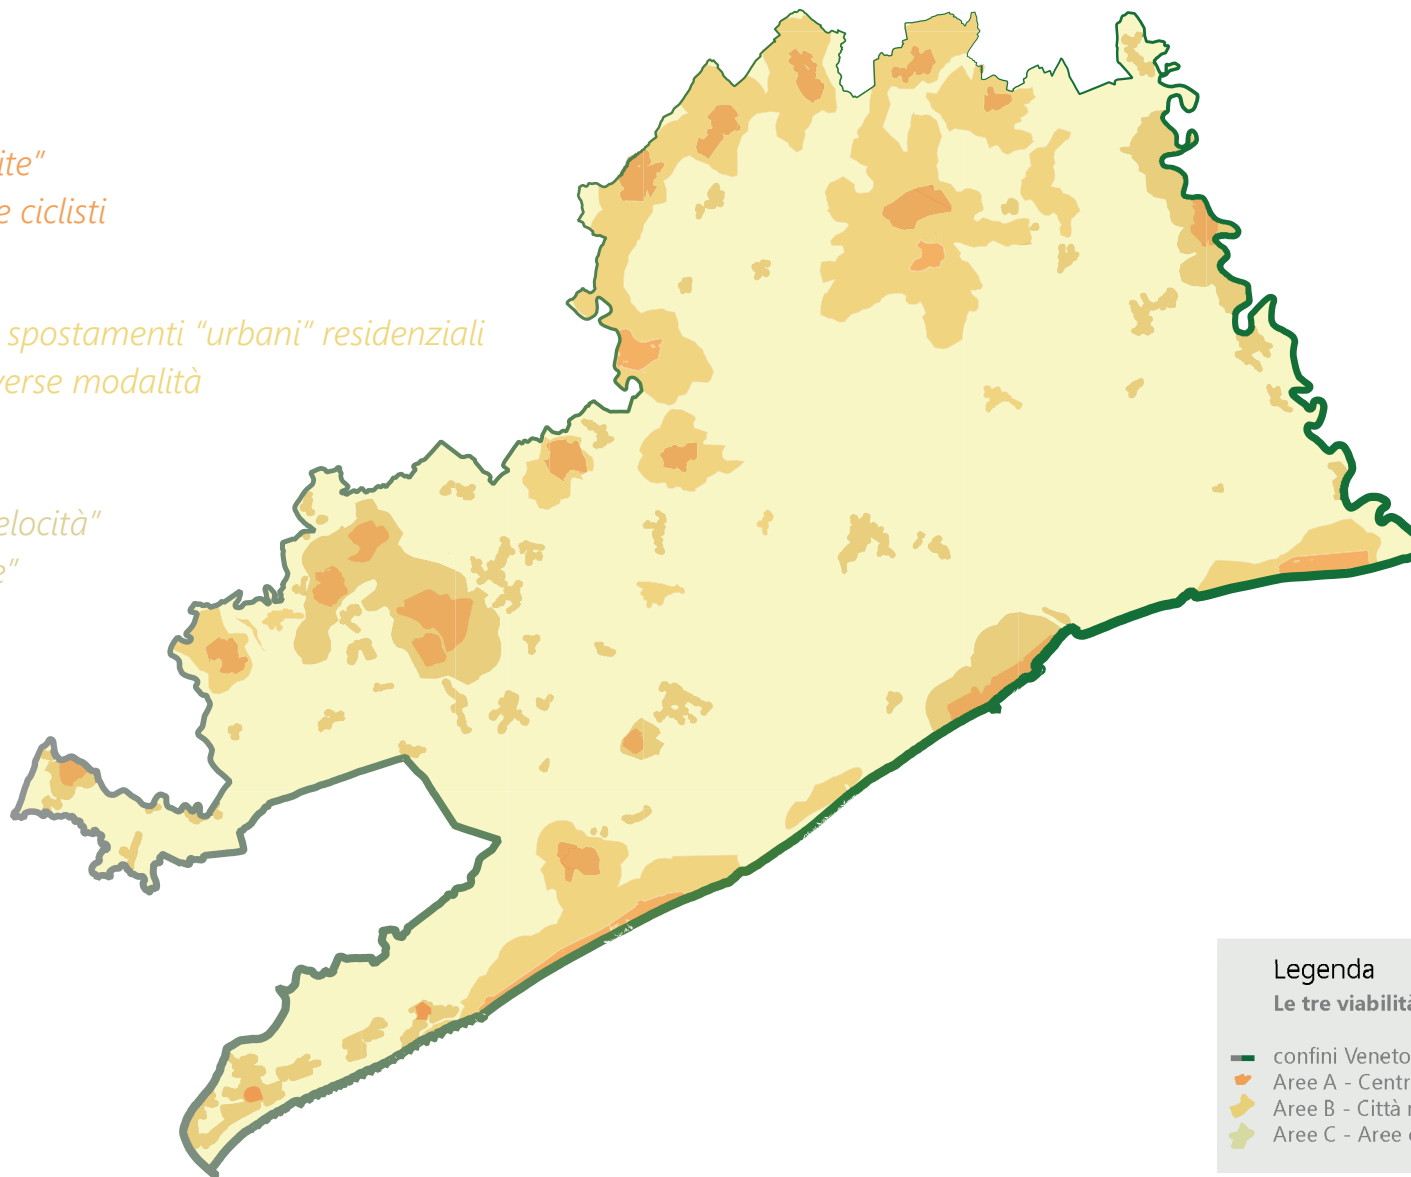 ite”
e ciclisti
spostamenti “urbani” residenziali
verse modalità
elocità”
e”
Legenda
Le tre viabilità
confini Veneto
Aree A - Centr
Aree B - Città
Aree C - Aree